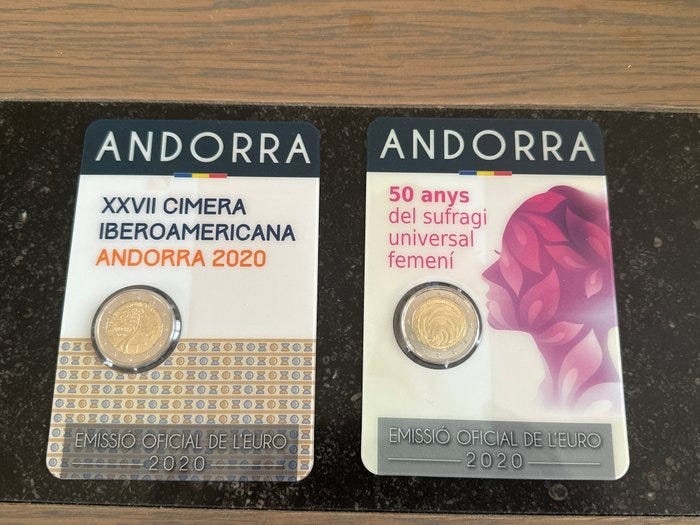 ANDORRA
XXVII CIMERA
IBEROAMERICANA
ANDORRA 2020
EMISSIÓ OFICIAL DE L'EURO
2020
ANDORRA
50 anys
del sufragi
universal
femení
EMISSIÓ OFICIAL DE L'EURO
2020